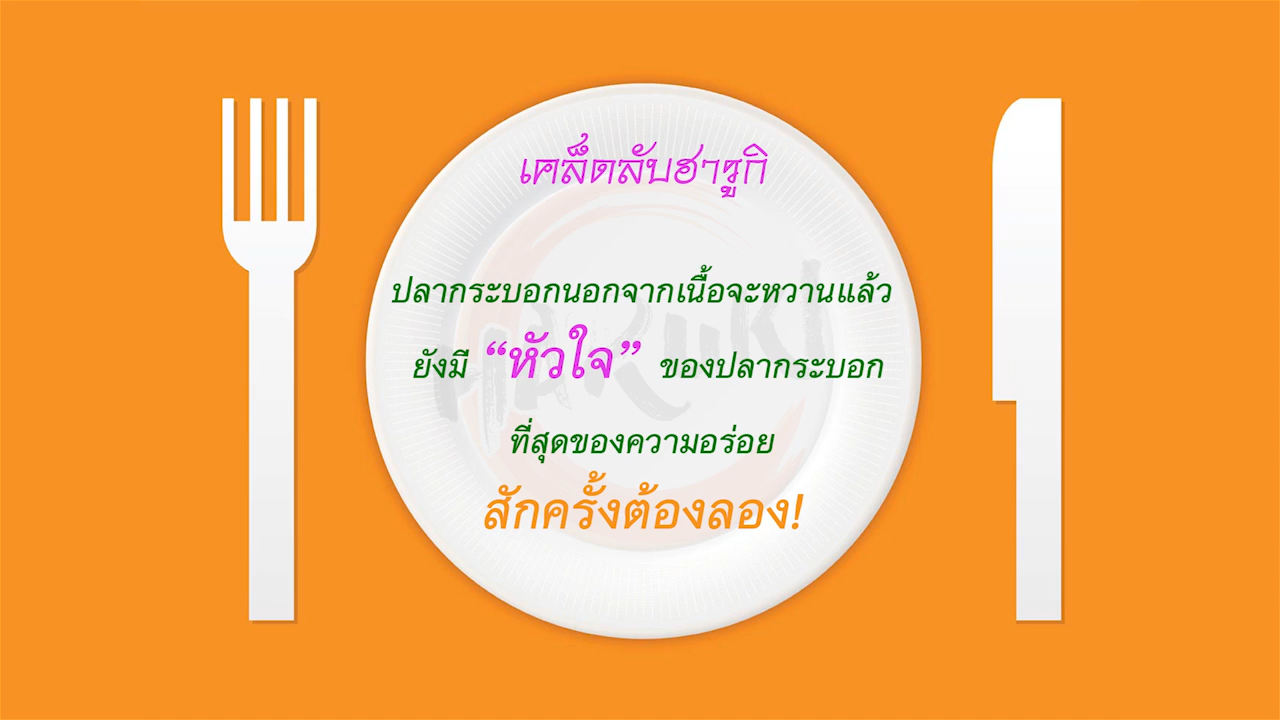 เคล็ดลับฮารูกิ
ปลากระบอกนอกจากเนื้อจะหวานแล้ว
ยังมี “หัวใจ” ของปลากระบอก
ที่สุดของความอร่อย
สักครั้งต้องลอง!
HARUKI